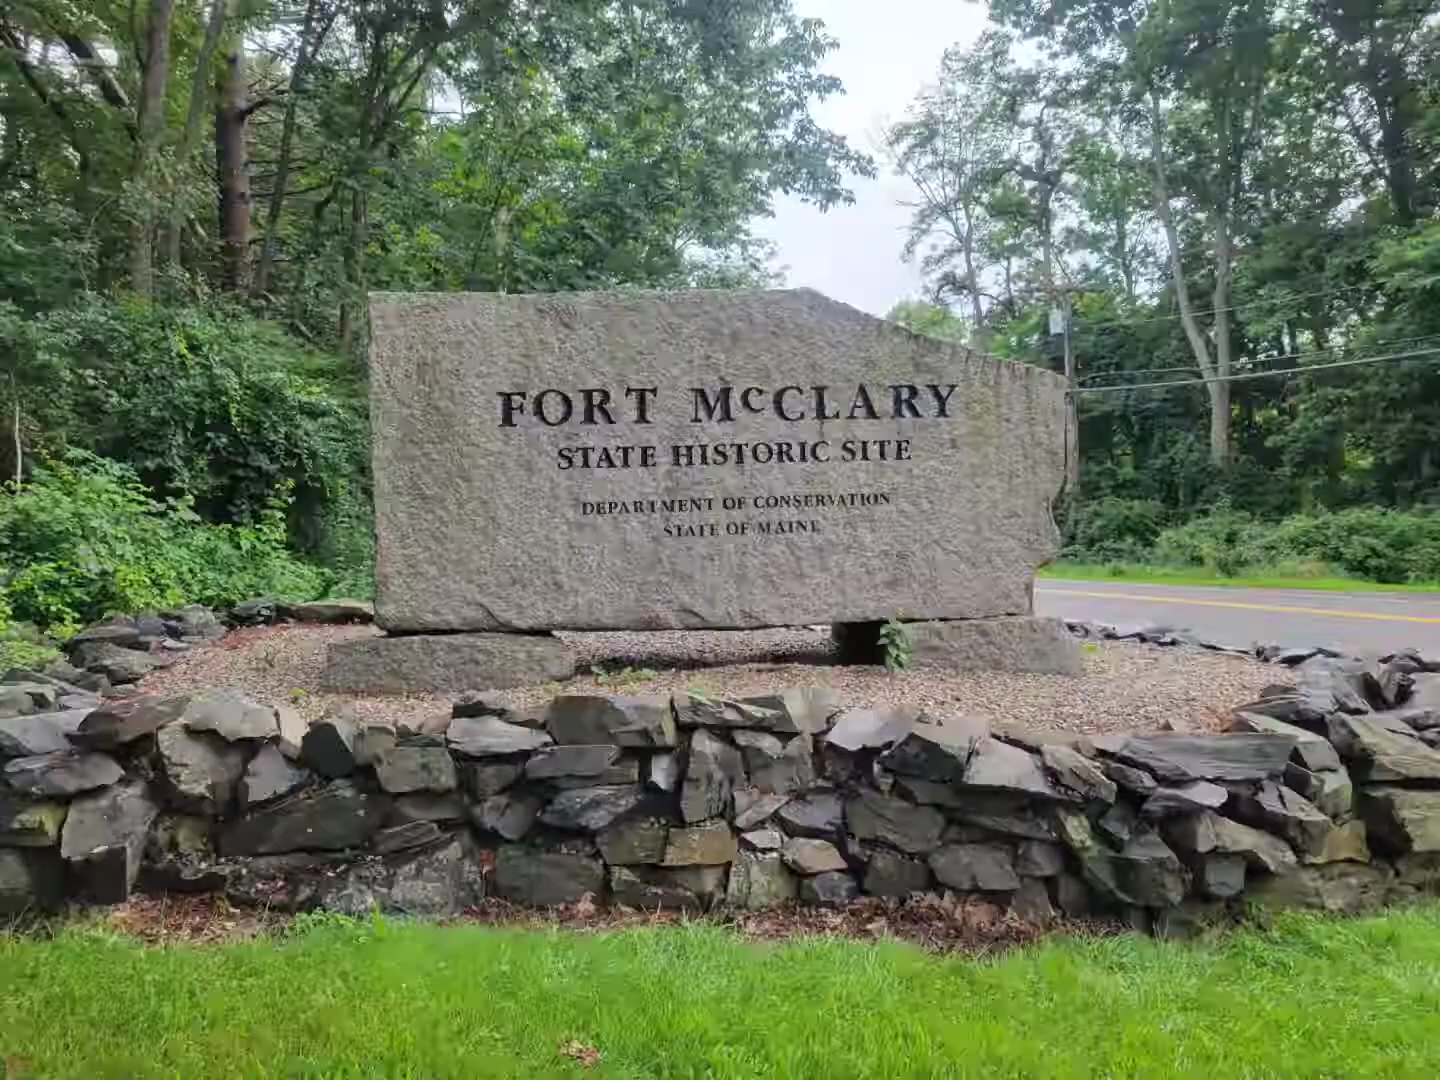 FORT McCLARY
STATE HISTORIC SITE
DEPARTMENT OF CONSERVATION
STATE OF MAINE